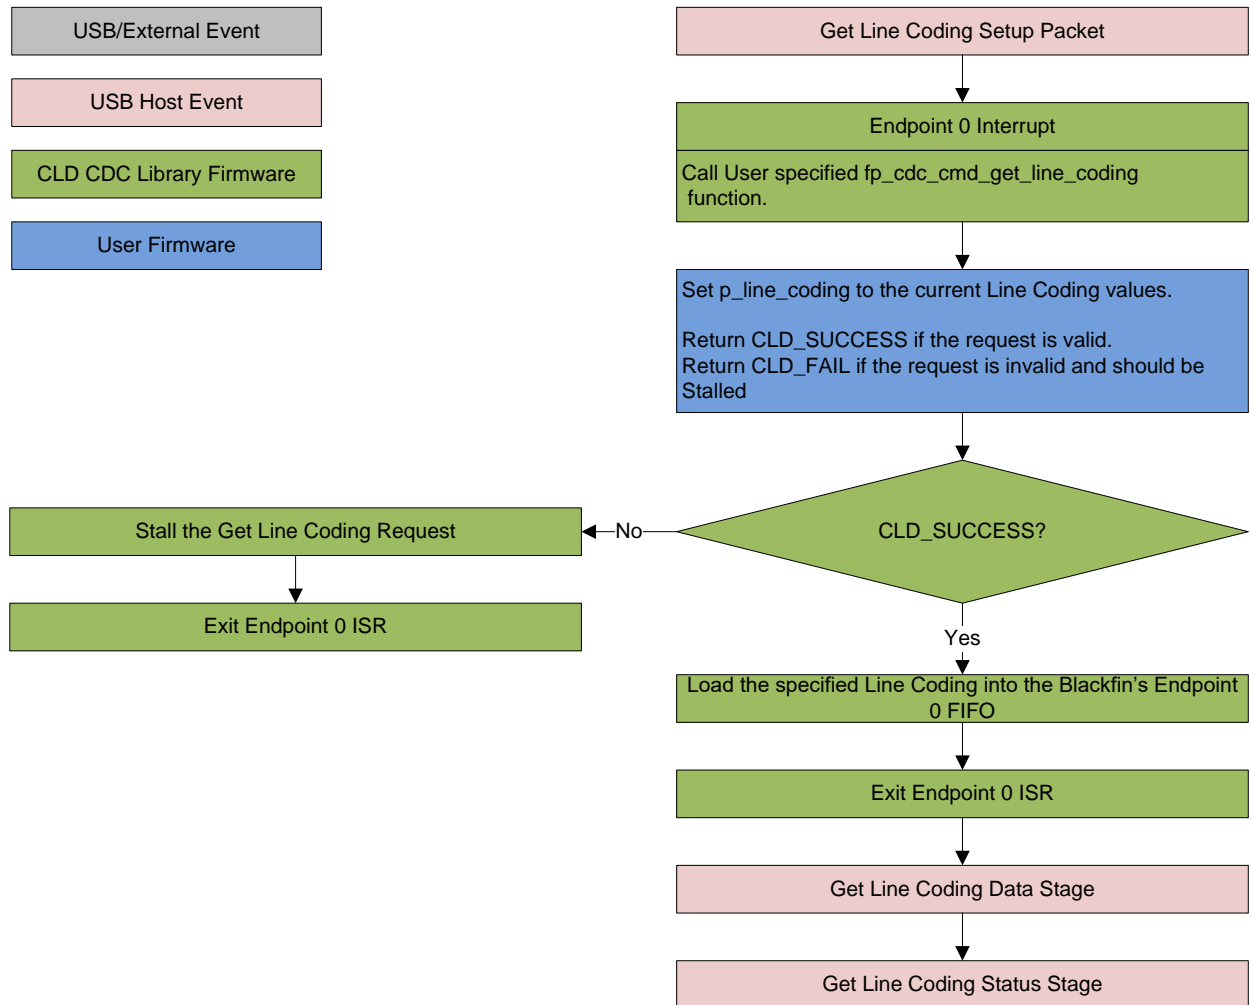 USB/External Event
USB Host Event
CLD CDC Library Firmware
User Firmware
Get Line Coding Setup Packet
Endpoint 0 Interrupt
Call User specified fp_cdc_cmd_get_line_coding
function.
Set p_line_coding to the current Line Coding values.
Return CLD_SUCCESS if the request is valid.
Return CLD_FAIL if the request is invalid and should be
Stalled
CLD_SUCCESS?
No
Stall the Get Line Coding Request
Exit Endpoint 0 ISR
Yes
Load the specified Line Coding into the Blackfin's Endpoint
0 FIFO
Exit Endpoint 0 ISR
Get Line Coding Data Stage
Get Line Coding Status Stage